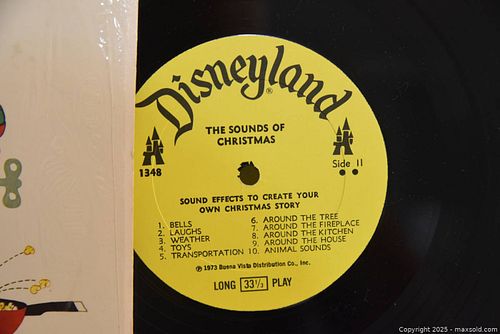 Disneyland
®
THE SOUNDS OF
CHRISTMAS
1348
Side II
SOUND EFFECTS TO CREATE YOUR
OWN CHRISTMAS STORY
1. BELLS
2. LAUGHS
3. WEATHER
4. TOYS
5. TRANSPORTATION
6. AROUND THE TREE
7. AROUND THE FIREPLACE
8. AROUND THE KITCHEN
9. AROUND THE HOUSE
10. ANIMAL SOUNDS
℗ 1973 Buena Vista Distribution Co., Inc.
LONG 33⅓ PLAY
Copyright 2025 - maxsold.com